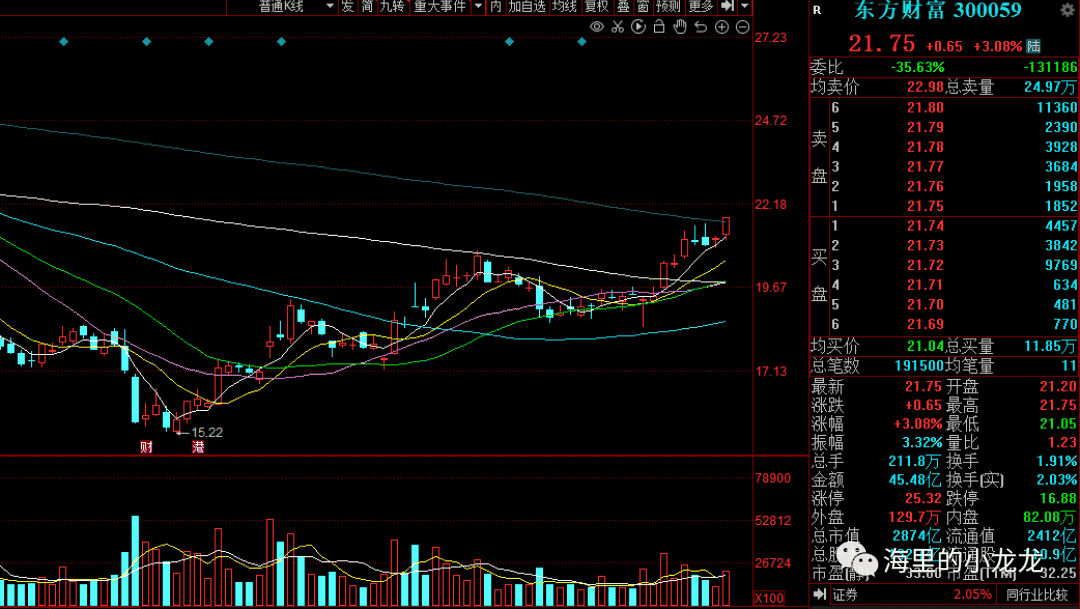 普通K线 发 简 九转 重大事件 内 加自选 均线 复权 叠 窗 预测 更多
27.23
24.72
22.18
19.67
17.13
15.22
财
港
78900
52812
26724
X100
R 东方财富 300059
21.75 +0.65 +3.08% 陆
委比 -35.63% -131186
均卖价 22.98 总卖量 24.97万
卖盘
6 21.80 11360
5 21.79 2390
4 21.78 3928
3 21.77 3684
2 21.76 1958
1 21.75 1852
买盘
1 21.74 4457
2 21.73 3842
3 21.72 9769
4 21.71 634
5 21.70 481
6 21.69 770
均买价 21.04 总买量 11.85万
总笔数 191500 均笔量 11
最新 21.75 开盘 21.20
涨跌 +0.65 最高 21.75
涨幅 +3.08% 最低 21.05
振幅 3.32% 量比 1.23
总手 211.8万 换手 1.91%
金额 45.48亿 换手(实) 2.03%
涨停 25.32 跌停 16.88
外盘 129.7万 内盘 82.08万
总市值 2874亿 流通值 2412亿
海里的小龙龙
市盈(静) 市盈(TTM) 32.25
证券 2.05% 同行业比较